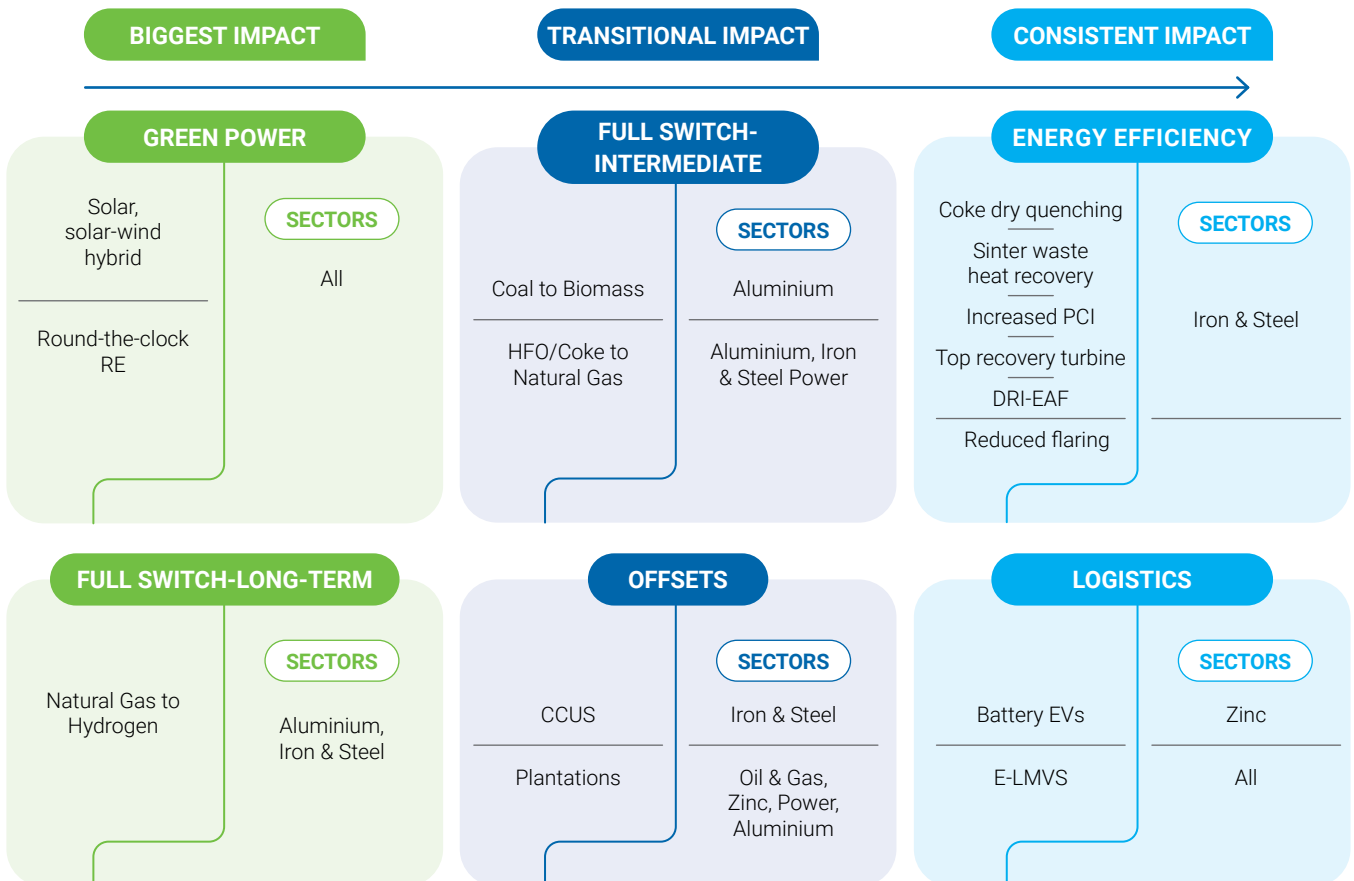 BIGGEST IMPACT
TRANSITIONAL IMPACT
CONSISTENT IMPACT
GREEN POWER
Solar,
solar-wind
hybrid
Round-the-clock
RE
SECTORS
All
FULL SWITCH-
INTERMEDIATE
Coal to Biomass
HFO/Coke to
Natural Gas
SECTORS
Aluminium
Aluminium, Iron
& Steel Power
ENERGY EFFICIENCY
Coke dry quenching
Sinter waste
heat recovery
Increased PCI
Top recovery turbine
DRI-EAF
Reduced flaring
SECTORS
Iron & Steel
FULL SWITCH-LONG-TERM
Natural Gas to
Hydrogen
SECTORS
Aluminium,
Iron & Steel
OFFSETS
CCUS
Plantations
SECTORS
Iron & Steel
Oil & Gas,
Zinc, Power,
Aluminium
LOGISTICS
Battery EVs
E-LMVS
SECTORS
Zinc
All